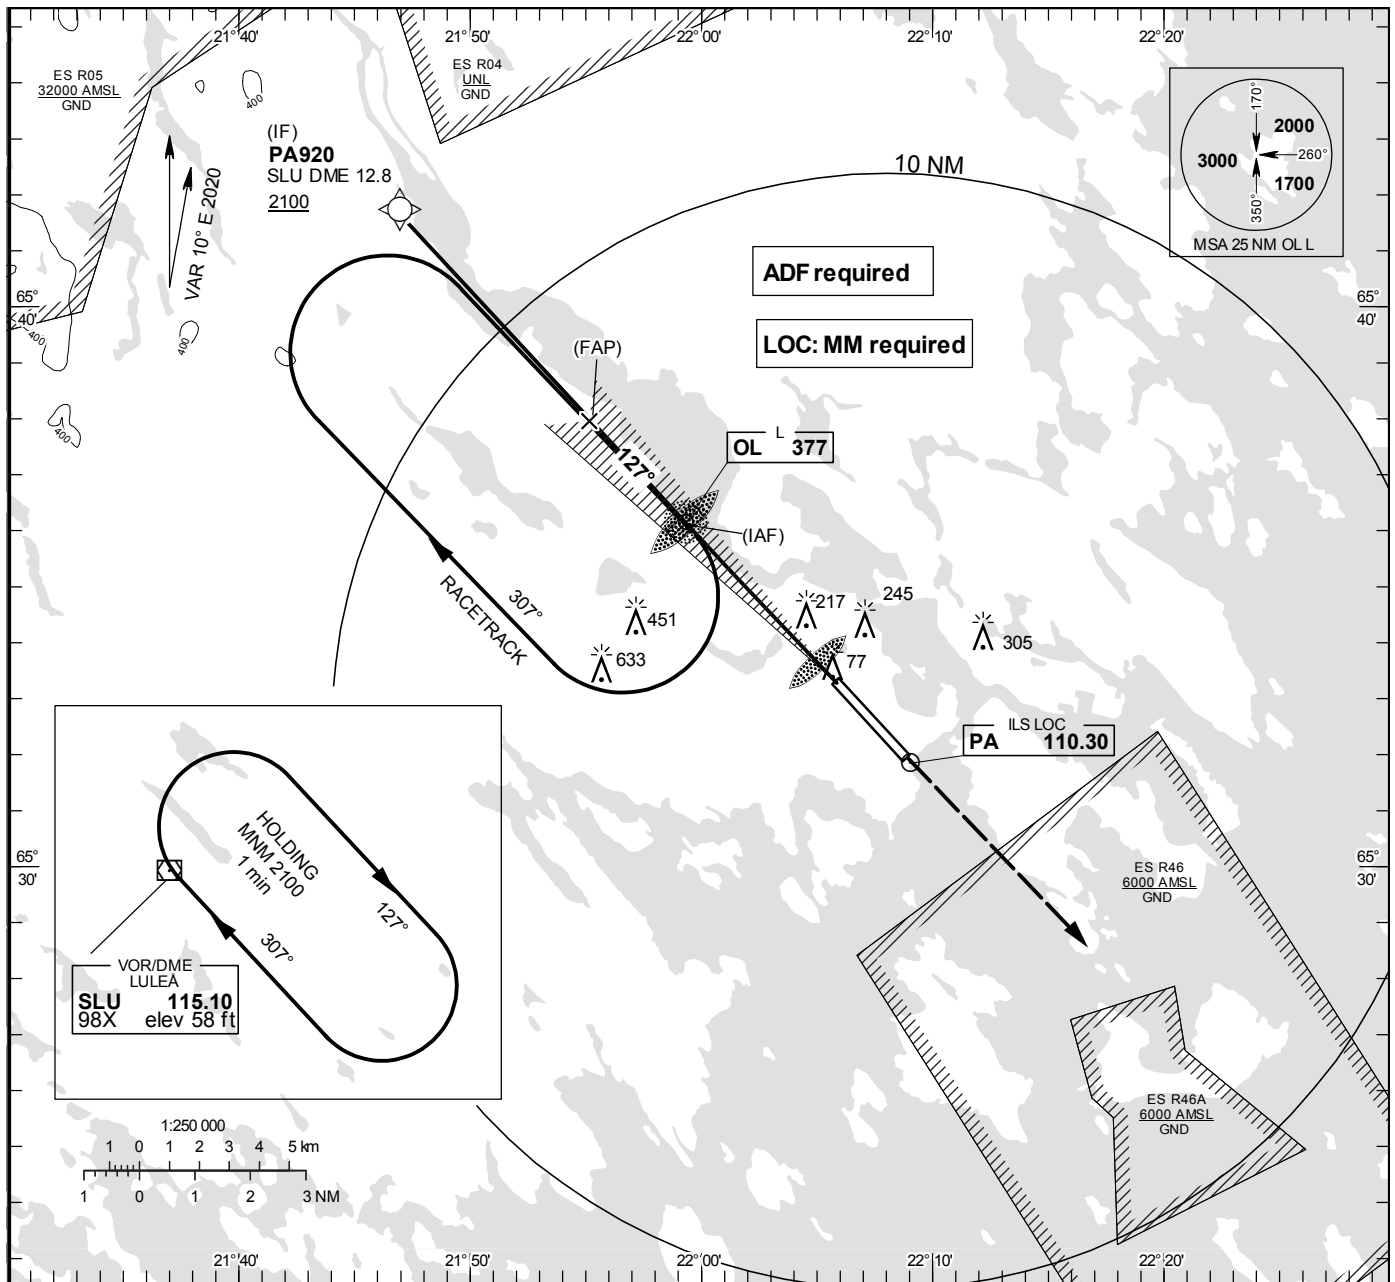 21°40'
21°50'
22°00'
22°10'
22°20'
ES R05
32000 AMSL
GND
400
ES R04
UNL
GND
(IF)
PA920
SLU DME 12.8
2100
VAR 10° E 2020
10 NM
170°
2000
3000
260°
1700
350°
MSA 25 NM OL L
ADF required
LOC: MM required
65°
40'
65°
40'
400
400
400
(FAP)
127°
L
OL 377
(IAF)
RACETRACK
307°
451
633
217
245
305
77
ILS LOC
PA 110.30
HOLDING
MNM 2100
1 min
127°
307°
VOR/DME
LULEÅ
SLU 115.10
98X elev 58 ft
65°
30'
65°
30'
ES R46
6000 AMSL
GND
ES R46A
6000 AMSL
GND
1:250 000
1 0 1 2 3 4 5 km
1 0 1 2 3 NM
21°40'
21°50'
22°00'
22°10'
22°20'